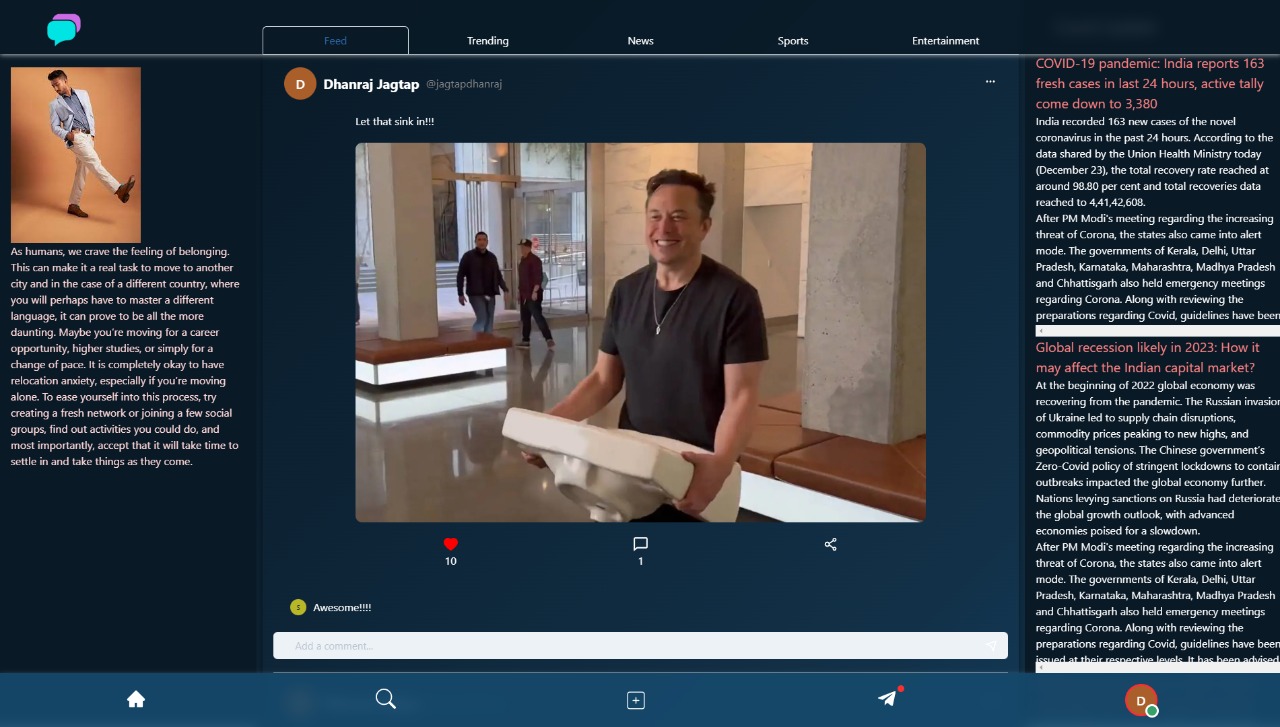 Feed
Trending
News
Sports
Entertainment
As humans, we crave the feeling of belonging.
This can make it a real task to move to another
city and in the case of a different country, where
you will perhaps have to master a different
language, it can prove to be all the more
daunting. Maybe you're moving for a career
opportunity, higher studies, or simply for a
change of pace. It is completely okay to have
relocation anxiety, especially if you're moving
alone. To ease yourself into this process, try
creating a fresh network or joining a few social
groups, find out activities you could do, and
most importantly, accept that it will take time to
settle in and take things as they come.
D
Dhanraj Jagtap @jagtapdhanraj
Let that sink in!!!
10
1
s Awesome!!!!
Add a comment...
COVID-19 pandemic: India reports 163
fresh cases in last 24 hours, active tally
come down to 3,380
India recorded 163 new cases of the novel
coronavirus in the past 24 hours. According to the
data shared by the Union Health Ministry today
(December 23), the total recovery rate reached at
around 98.80 per cent and total recoveries data
reached to 4,41,42,608.
After PM Modi's meeting regarding the increasing
threat of Corona, the states also came into alert
mode. The governments of Kerala, Delhi, Uttar
Pradesh, Karnataka, Maharashtra, Madhya Pradesh
and Chhattisgarh also held emergency meetings
regarding Corona. Along with reviewing the
preparations regarding Covid, guidelines have been
Global recession likely in 2023: How it
may affect the Indian capital market?
At the beginning of 2022 global economy was
recovering from the pandemic. The Russian invasion
of Ukraine led to supply chain disruptions,
commodity prices peaking to new highs, and
geopolitical tensions. The Chinese government's
Zero-Covid policy of stringent lockdowns to contain
outbreaks impacted the global economy further.
Nations levying sanctions on Russia had deteriorate
the global growth outlook, with advanced
economies poised for a slowdown.
After PM Modi's meeting regarding the increasing
threat of Corona, the states also came into alert
mode. The governments of Kerala, Delhi, Uttar
Pradesh, Karnataka, Maharashtra, Madhya Pradesh
and Chhattisgarh also held emergency meetings
regarding Corona. Along with reviewing the
preparations regarding Covid, guidelines have been
issued at their respective levels. It has been advised
D